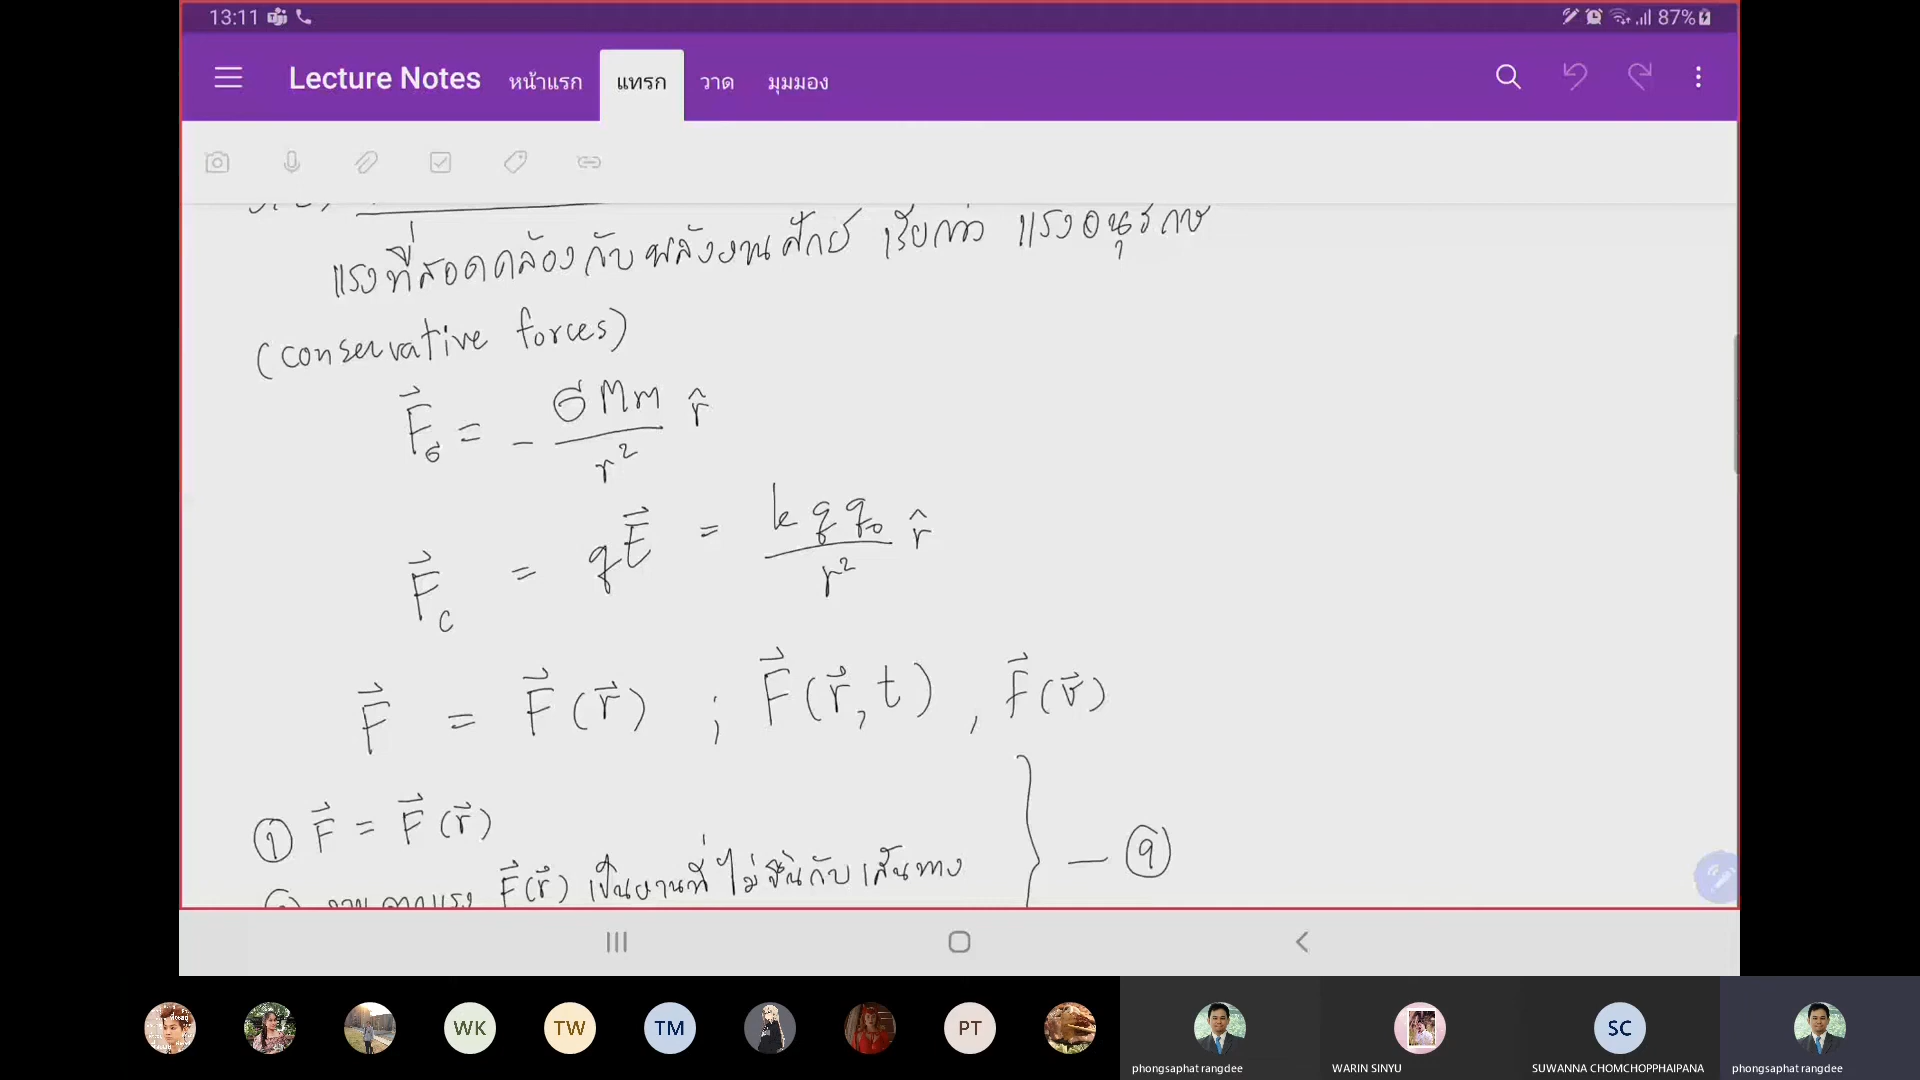 13:11 87%
Lecture Notes หน้าแรก แทรก วาด มุมมอง
แรงที่สอดคล้องกับพลังงานศักย์ เรียกว่า แรงอนุรักษ์
(conservative forces)
F⃗_G = - GMm/r² r̂
F⃗_C = qE⃗ = kqq₀/r² r̂
F⃗ = F⃗(r⃗) ; F⃗(r⃗,t) , F⃗(v⃗)
① F⃗ = F⃗(r⃗)
F⃗(r⃗) เป็นงานที่ไม่ขึ้นกับเส้นทาง
WK TW TM PT SC
phongsaphat rangdee WARIN SINYU SUWANNA CHOMCHOPPHAIPANA phongsaphat rangdee